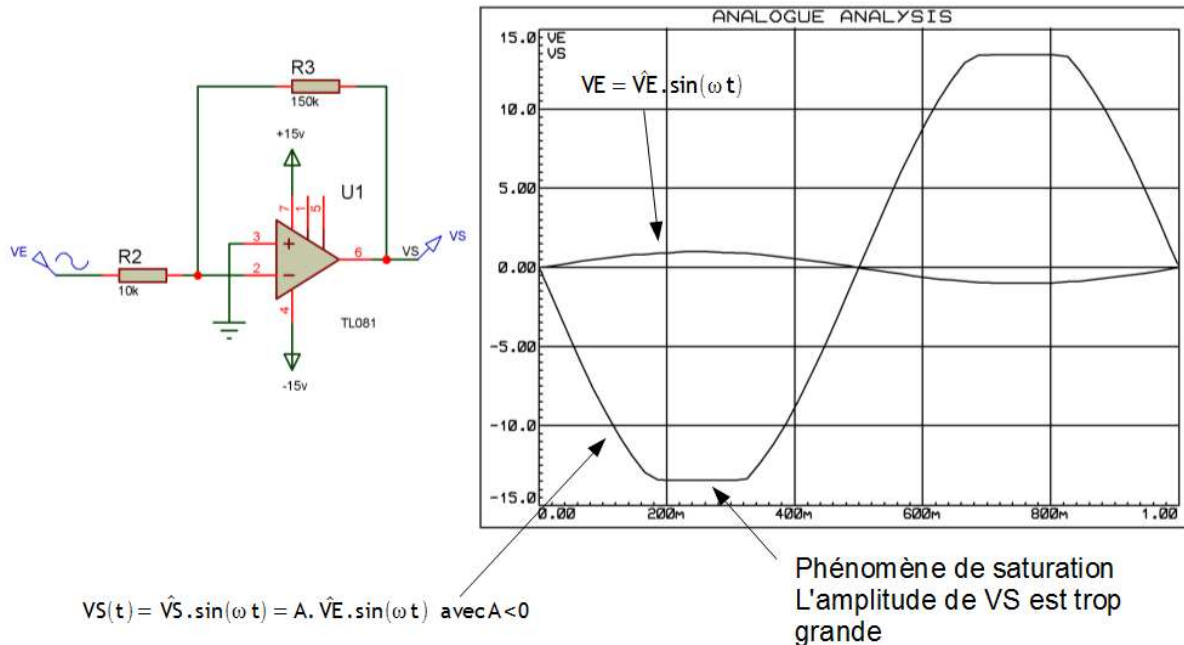 ANALOGUE ANALYSIS
R3
150k
+15v
U1
7
1
5
3
+
2
−
6
4
VE
R2
10k
VS
VS
TL081
-15v
15.0
VE
VS
10.0
5.00
0.00
-5.00
-10.0
-15.0
0.00
200m
400m
600m
800m
1.00
VE = V̂E.sin(ω t)
VS(t) = V̂S.sin(ω t) = A. V̂E.sin(ω t) avec A<0
Phénomène de saturation
L'amplitude de VS est trop
grande